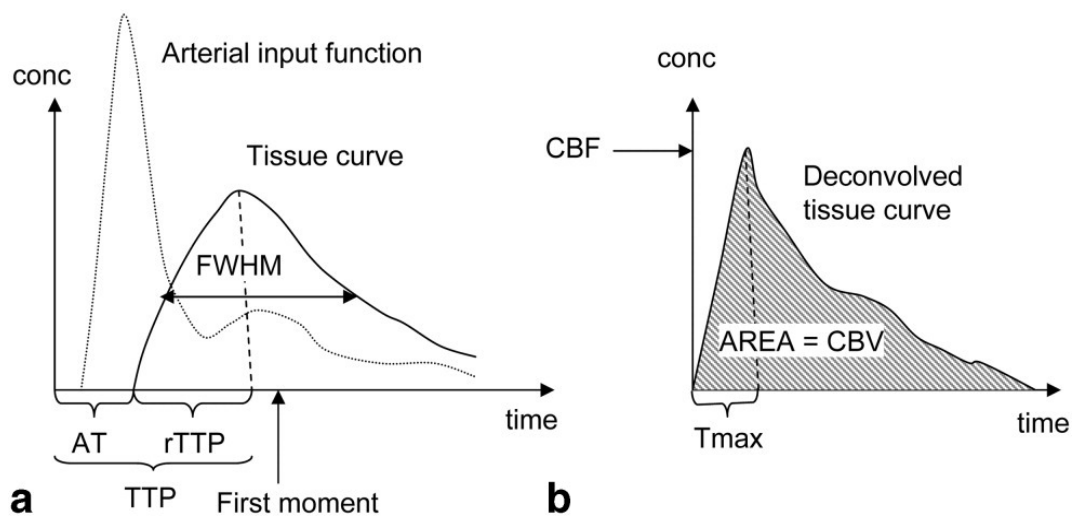 Arterial input function
conc
Tissue curve
FWHM
time
AT
rTTP
TTP
First moment
a
conc
CBF
Deconvolved
tissue curve
AREA = CBV
time
Tmax
b